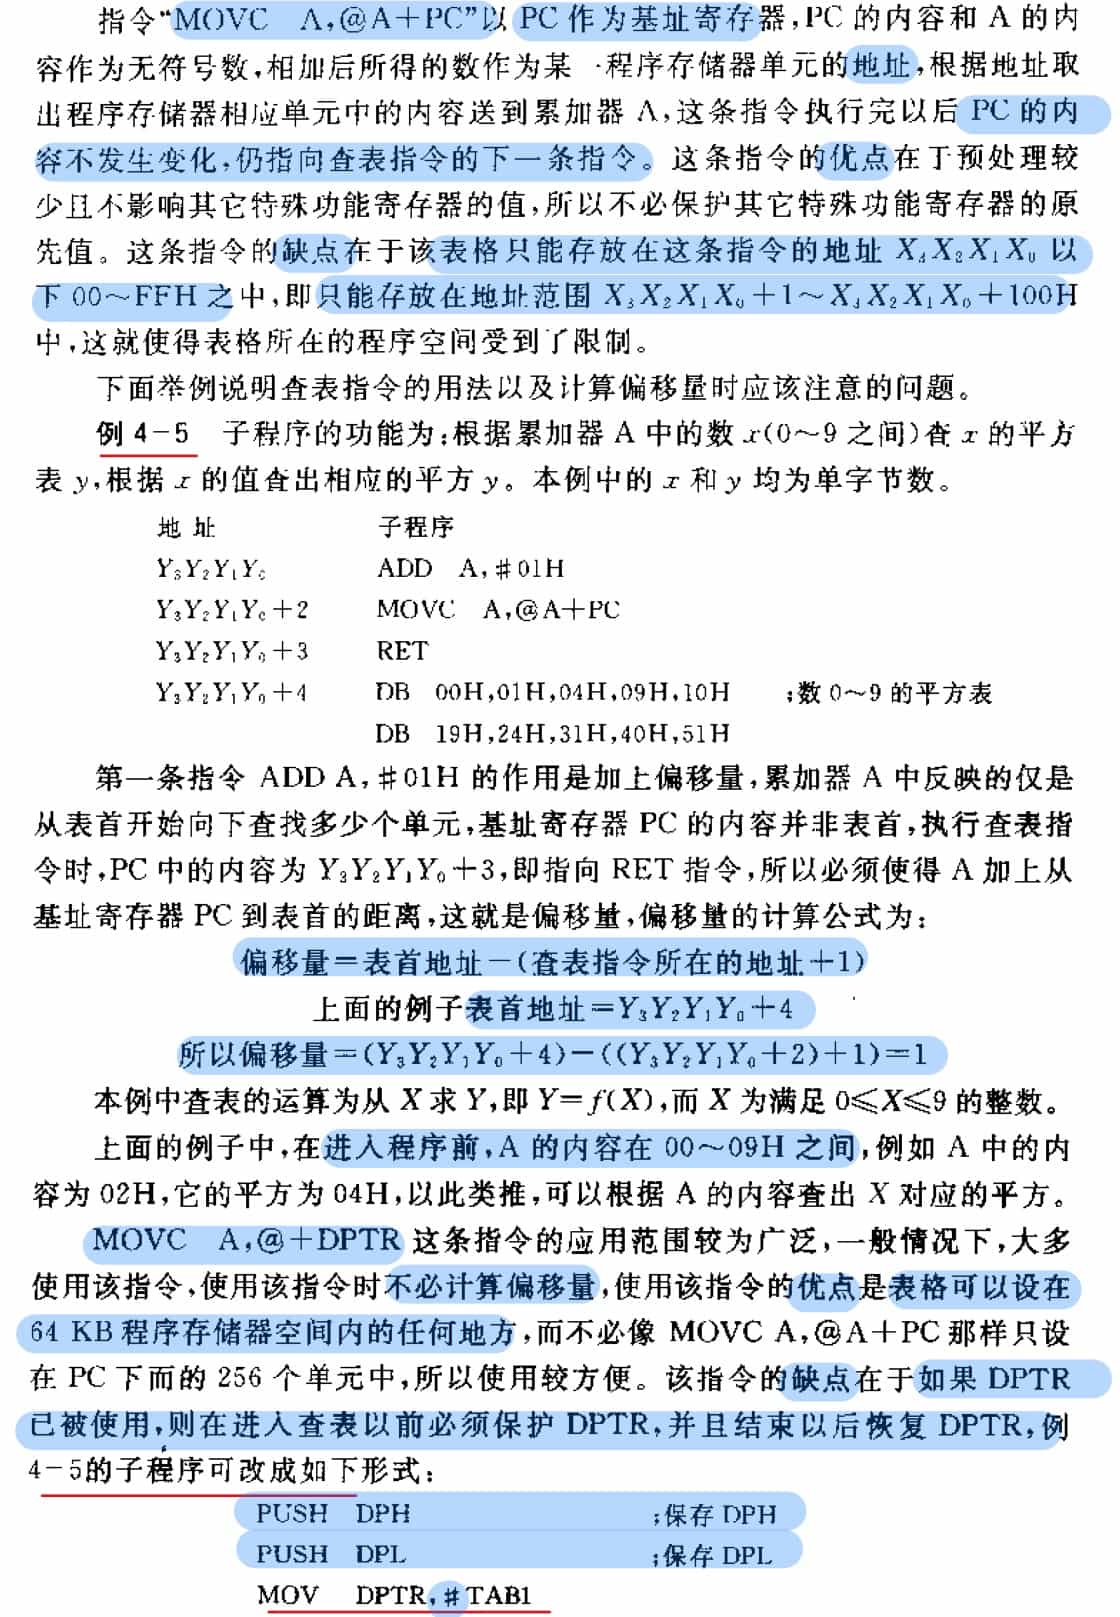 指令“MOVC A,@A+PC”以 PC 作为基址寄存器,PC 的内容和 A 的内
容作为无符号数,相加后所得的数作为某一程序存储器单元的地址,根据地址取
出程序存储器相应单元中的内容送到累加器 A,这条指令执行完以后 PC 的内
容不发生变化,仍指向查表指令的下一条指令。这条指令的优点在于预处理较
少且不影响其它特殊功能寄存器的值,所以不必保护其它特殊功能寄存器的原
先值。这条指令的缺点在于该表格只能存放在这条指令的地址 X₃X₂X₁X₀ 以
下 00~FFH 之中,即只能存放在地址范围 X₃X₂X₁X₀+1~X₃X₂X₁X₀+100H
中,这就使得表格所在的程序空间受到了限制。
下面举例说明查表指令的用法以及计算偏移量时应该注意的问题。
例 4-5 子程序的功能为:根据累加器 A 中的数 x(0~9 之间)查 x 的平方
表 y,根据 x 的值查出相应的平方 y。本例中的 x 和 y 均为单字节数。
地 址 子程序
Y₃Y₂Y₁Y₀ ADD A,#01H
Y₃Y₂Y₁Y₀+2 MOVC A,@A+PC
Y₃Y₂Y₁Y₀+3 RET
Y₃Y₂Y₁Y₀+4 DB 00H,01H,04H,09H,10H ;数 0~9 的平方表
DB 19H,24H,31H,40H,51H
第一条指令 ADD A,#01H 的作用是加上偏移量,累加器 A 中反映的仅是
从表首开始向下查找多少个单元,基址寄存器 PC 的内容并非表首,执行查表指
令时,PC 中的内容为 Y₃Y₂Y₁Y₀+3,即指向 RET 指令,所以必须使得 A 加上从
基址寄存器 PC 到表首的距离,这就是偏移量,偏移量的计算公式为:
偏移量=表首地址-(查表指令所在的地址+1)
上面的例子表首地址=Y₃Y₂Y₁Y₀+4
所以偏移量=(Y₃Y₂Y₁Y₀+4)-((Y₃Y₂Y₁Y₀+2)+1)=1
本例中查表的运算为从 X 求 Y,即 Y=f(X),而 X 为满足 0≤X≤9 的整数。
上面的例子中,在进入程序前,A 的内容在 00~09H 之间,例如 A 中的内
容为 02H,它的平方为 04H,以此类推,可以根据 A 的内容查出 X 对应的平方。
MOVC A,@+DPTR 这条指令的应用范围较为广泛,一般情况下,大多
使用该指令,使用该指令时不必计算偏移量,使用该指令的优点是表格可以设在
64 KB 程序存储器空间内的任何地方,而不必像 MOVC A,@A+PC 那样只设
在 PC 下面的 256 个单元中,所以使用较方便。该指令的缺点在于如果 DPTR
已被使用,则在进入查表以前必须保护 DPTR,并且结束以后恢复 DPTR,例
4-5的子程序可改成如下形式:
PUSH DPH ;保存 DPH
PUSH DPL ;保存 DPL
MOV DPTR,#TAB1